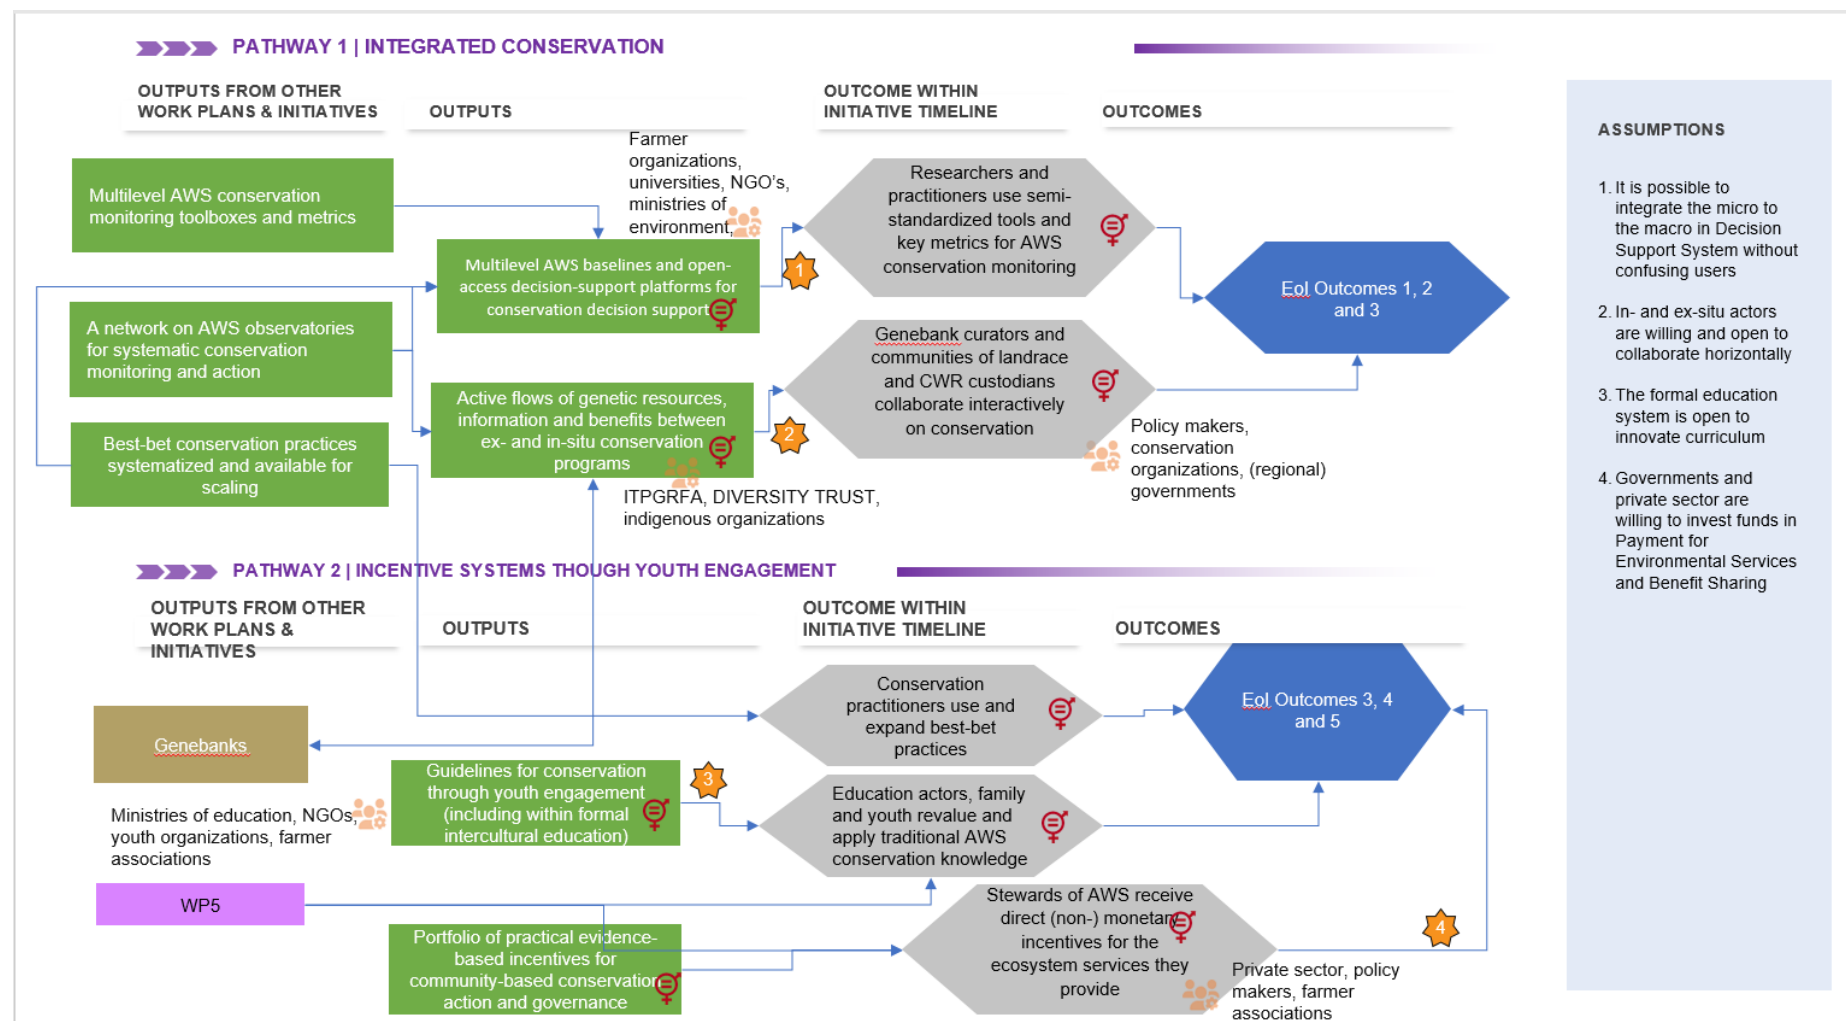 PATHWAY 1 | INTEGRATED CONSERVATION
OUTPUTS FROM OTHER
WORK PLANS & INITIATIVES
OUTPUTS
OUTCOME WITHIN
INITIATIVE TIMELINE
OUTCOMES
Multilevel AWS conservation
monitoring toolboxes and metrics
A network on AWS observatories
for systematic conservation
monitoring and action
Best-bet conservation practices
systematized and available for
scaling
Farmer
organizations,
universities, NGO's,
ministries of
environment,
Multilevel AWS baselines and open-
access decision-support platforms for
conservation decision support
1
Active flows of genetic resources,
information and benefits between
ex- and in-situ conservation
programs
2
ITPGRFA, DIVERSITY TRUST,
indigenous organizations
Researchers and
practitioners use semi-
standardized tools and
key metrics for AWS
conservation monitoring
Genebank curators and
communities of landrace
and CWR custodians
collaborate interactively
on conservation
EoI Outcomes 1, 2
and 3
Policy makers,
conservation
organizations, (regional)
governments
PATHWAY 2 | INCENTIVE SYSTEMS THOUGH YOUTH ENGAGEMENT
OUTPUTS FROM OTHER
WORK PLANS &
INITIATIVES
OUTPUTS
OUTCOME WITHIN
INITIATIVE TIMELINE
OUTCOMES
Genebanks
Ministries of education, NGOs,
youth organizations, farmer
associations
WP5
Guidelines for conservation
through youth engagement
(including within formal
intercultural education)
3
Portfolio of practical evidence-
based incentives for
community-based conservation
action and governance
Conservation
practitioners use and
expand best-bet
practices
Education actors, family
and youth revalue and
apply traditional AWS
conservation knowledge
Stewards of AWS receive
direct (non-) monetary
incentives for the
ecosystem services they
provide
EoI Outcomes 3, 4
and 5
4
Private sector, policy
makers, farmer
associations
ASSUMPTIONS
1. It is possible to
integrate the micro to
the macro in Decision
Support System without
confusing users
2. In- and ex-situ actors
are willing and open to
collaborate horizontally
3. The formal education
system is open to
innovate curriculum
4. Governments and
private sector are
willing to invest funds in
Payment for
Environmental Services
and Benefit Sharing